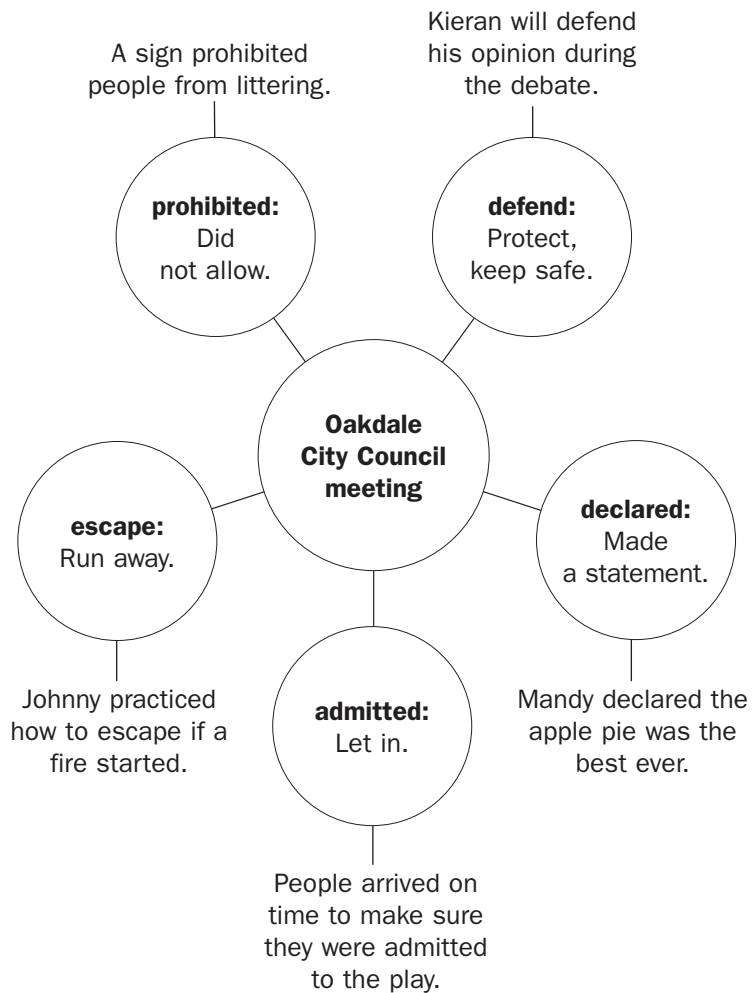 A sign prohibited
people from littering.
Kieran will defend
his opinion during
the debate.
prohibited:
Did
not allow.
defend:
Protect,
keep safe.
Oakdale
City Council
meeting
escape:
Run away.
declared:
Made
a statement.
Johnny practiced
how to escape if a
fire started.
admitted:
Let in.
Mandy declared the
apple pie was the
best ever.
People arrived on
time to make sure
they were admitted
to the play.